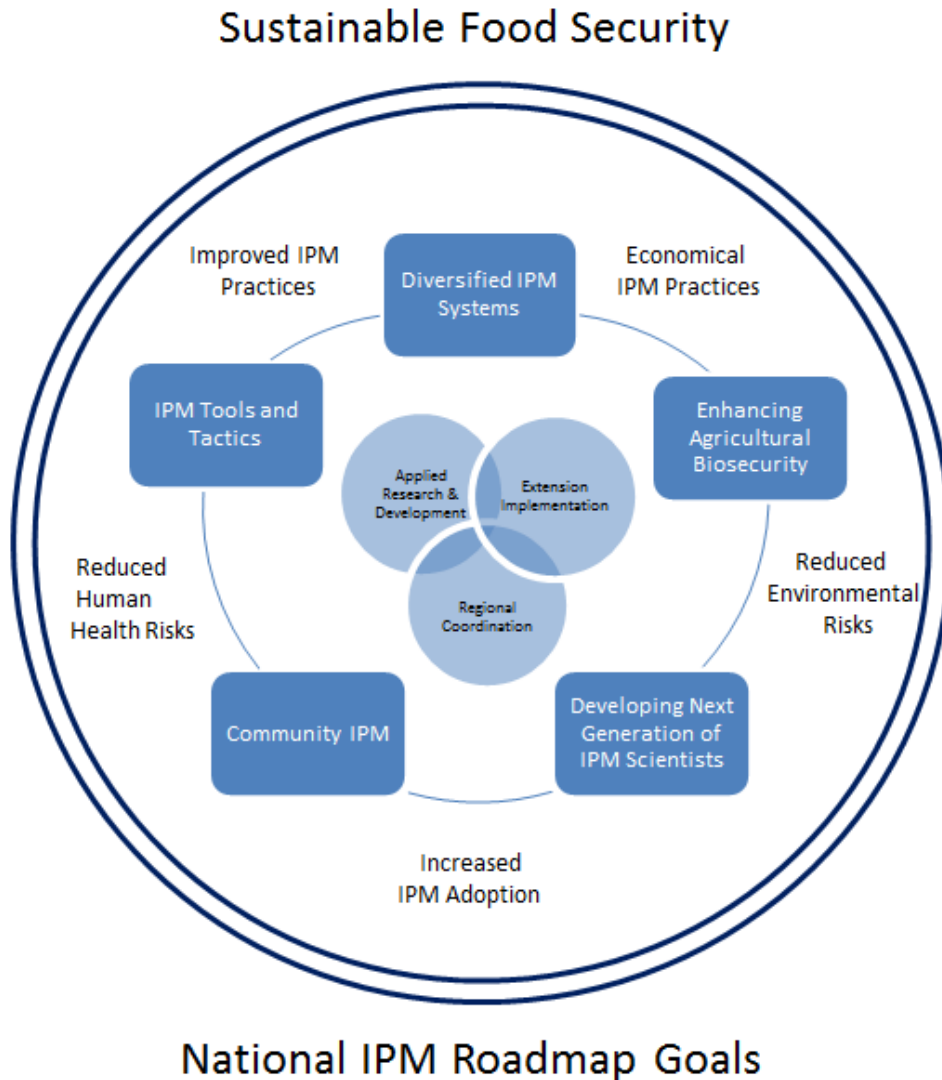 Sustainable Food Security
Improved IPM
Practices
Diversified IPM
Systems
Economical
IPM Practices
IPM Tools and
Tactics
Enhancing
Agricultural
Biosecurity
Applied
Research &
Development
Extension
Implementation
Regional
Coordination
Reduced
Human
Health Risks
Reduced
Environmental
Risks
Community IPM
Developing Next
Generation of
IPM Scientists
Increased
IPM Adoption
National IPM Roadmap Goals